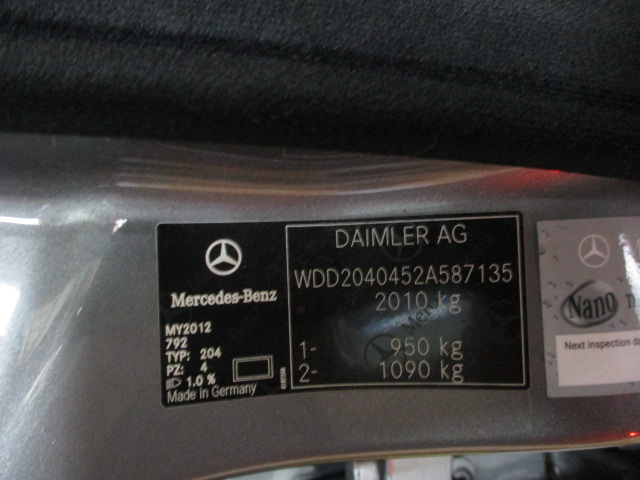 Mercedes-Benz
MY2012
792
TYP: 204
PZ: 4
1.0 %
Made in Germany
DAIMLER AG
WDD2040452A587135
2010 kg
1- 950 kg
2- 1090 kg
Nano
Next inspection da